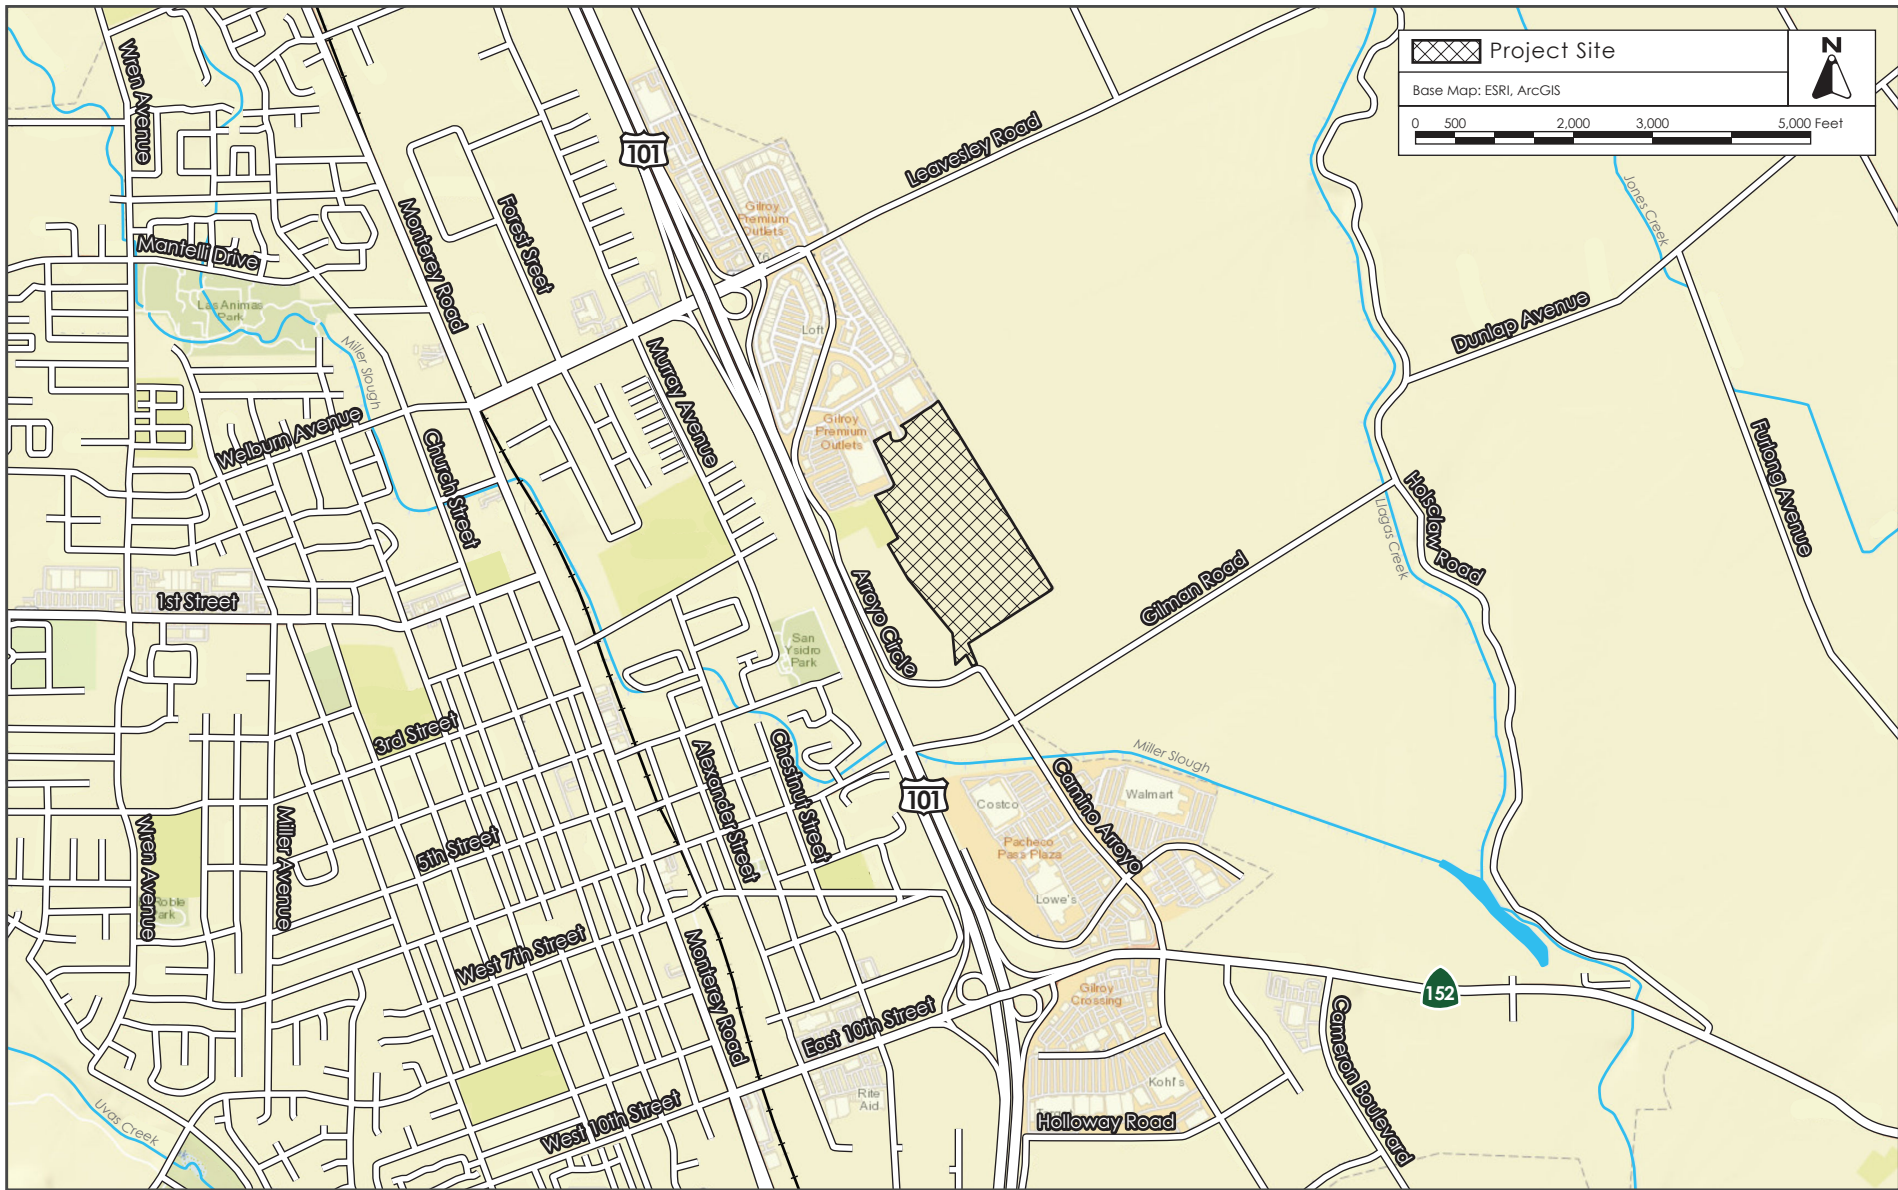 Project Site
N
Base Map: ESRI, ArcGIS
0 500 2,000 3,000 5,000 Feet
Wren Avenue
101
Leavesley Road
Jones Creek
Gilroy
Premium
Outlets
Monterey Road
Forest Sreet
Mantelli Drive
Las Animas
Park
Miller Slough
Loft
Dunlap Avenue
Murray Avenue
Welburn Avenue
Church Street
Gilroy
Premium
Outlets
Furlong Avenue
Holsclaw Road
Llagas Creek
1st Street
Arroyo Circle
Gilman Road
San
Ysidro
Park
3rd Street
Alexander Street
Chestnut Street
Miller Slough
101
Camino Arroyo
Costco
Walmart
Pacheco
Pass Plaza
Lowe's
Wren Avenue
Miller Avenue
5th Street
Roble
ark
West 7th Street
Monterey Road
East 10th Street
Gilroy
Crossing
152
Cameron Boulevard
Kohl's
Rite
Aid
Holloway Road
West 10th Street
Uvas Creek